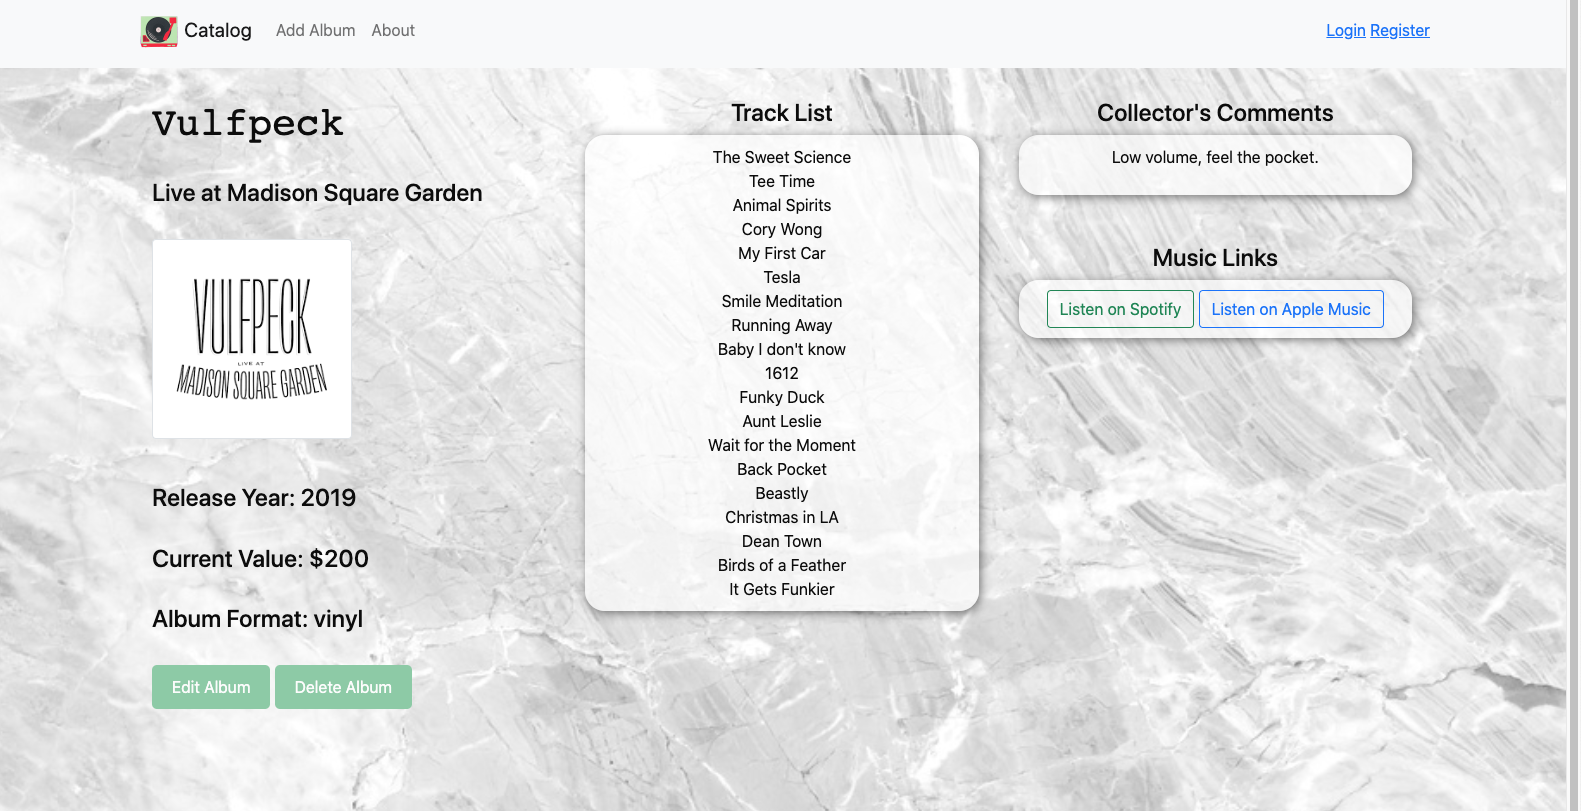 Catalog Add Album About Login Register
Vulfpeck
Live at Madison Square Garden
VULFPECK
LIVE AT
MADISON SQUARE GARDEN
Release Year: 2019
Current Value: $200
Album Format: vinyl
Edit Album Delete Album
Track List
The Sweet Science
Tee Time
Animal Spirits
Cory Wong
My First Car
Tesla
Smile Meditation
Running Away
Baby I don't know
1612
Funky Duck
Aunt Leslie
Wait for the Moment
Back Pocket
Beastly
Christmas in LA
Dean Town
Birds of a Feather
It Gets Funkier
Collector's Comments
Low volume, feel the pocket.
Music Links
Listen on Spotify Listen on Apple Music